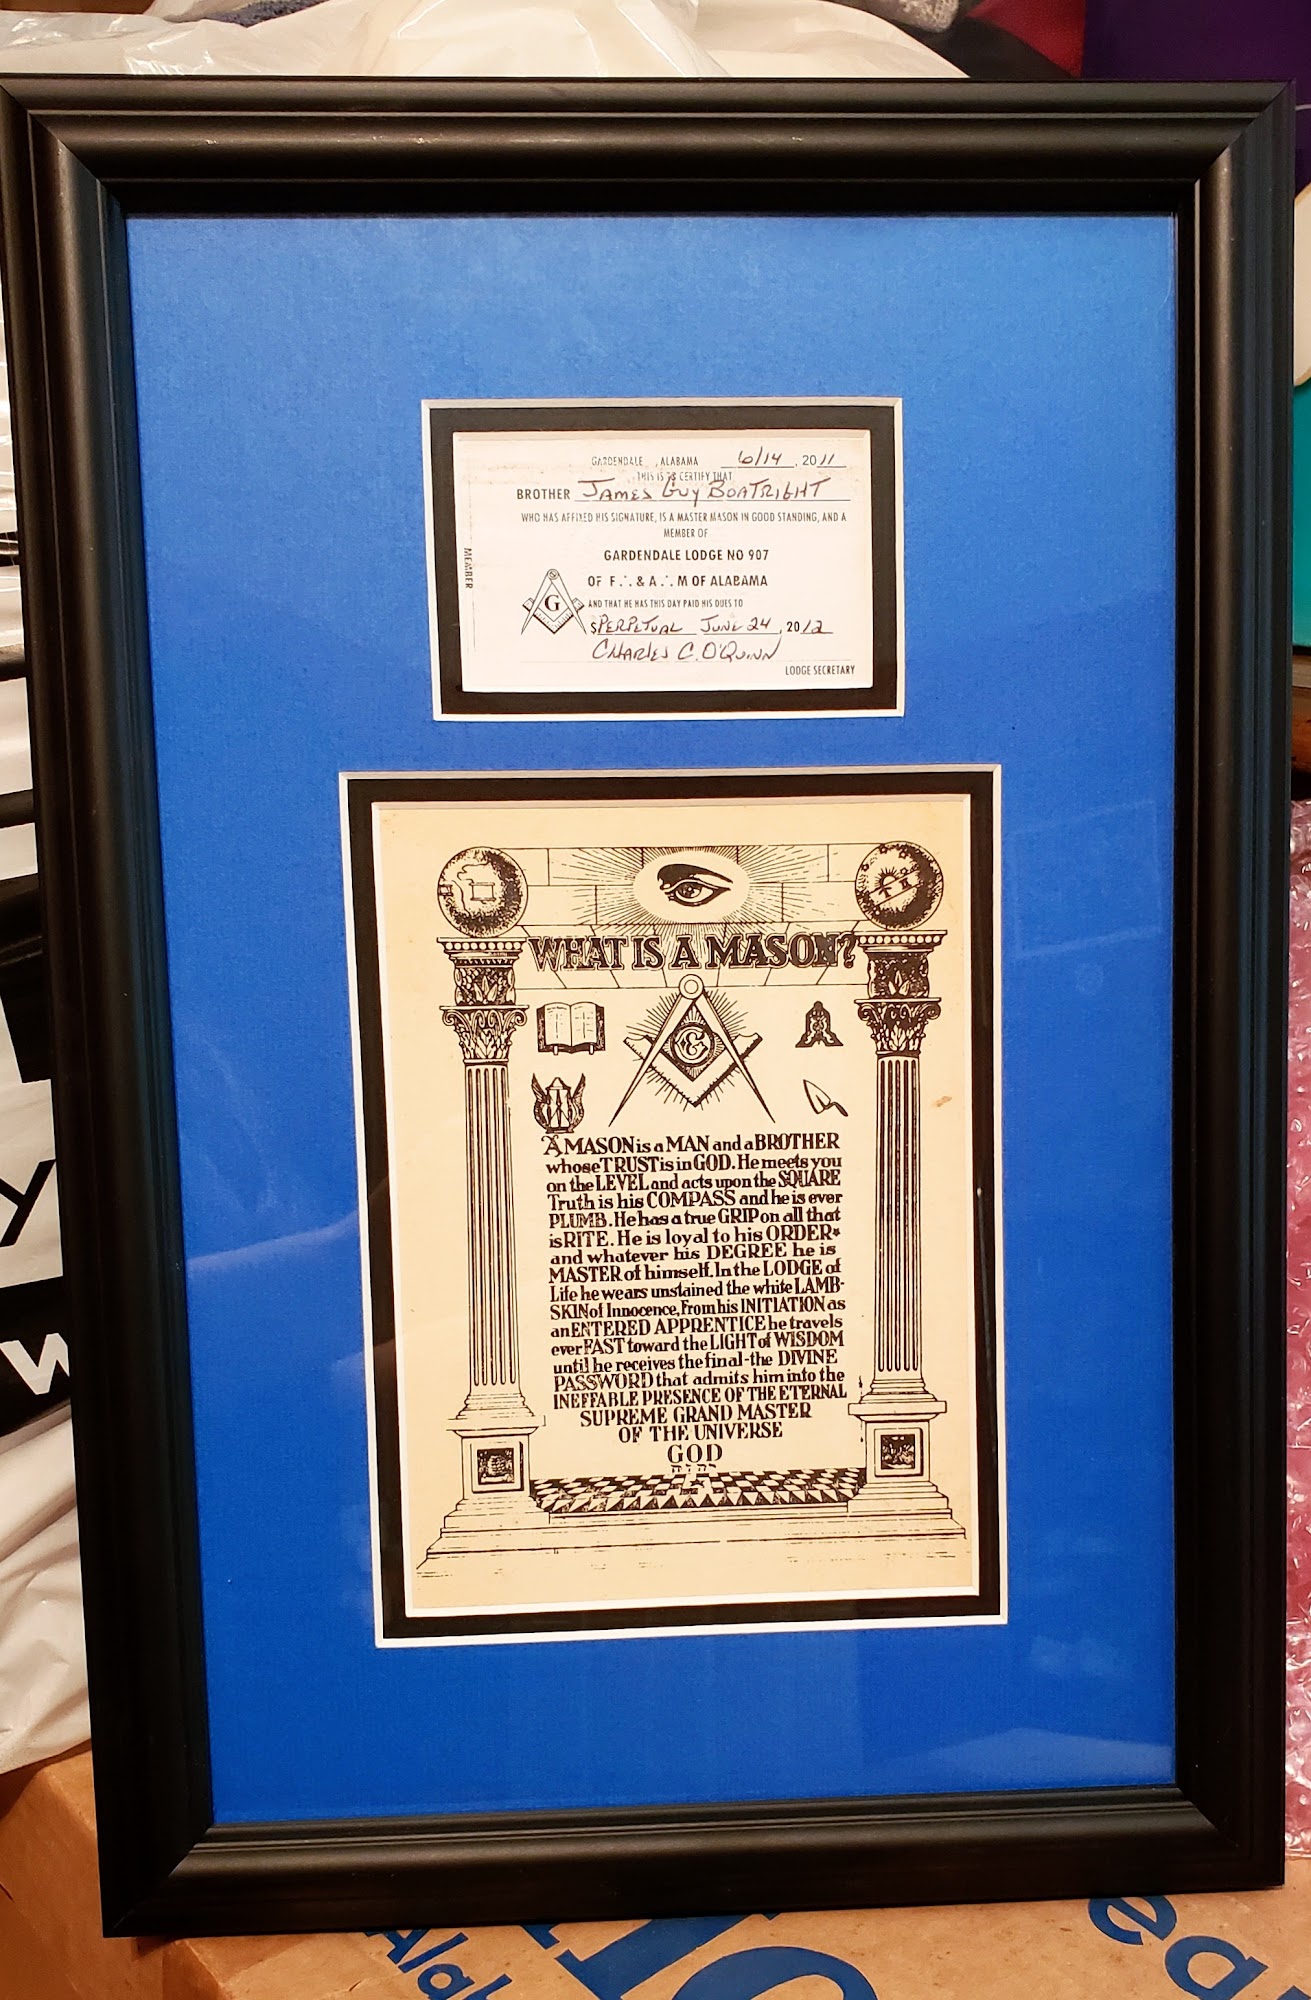 GARDENDALE, ALABAMA 6/14, 2011
THIS IS TO CERTIFY THAT
BROTHER JAMES GUY BOATRIGHT
WHO HAS AFFIXED HIS SIGNATURE, IS A MASTER MASON IN GOOD STANDING, AND A
MEMBER OF
GARDENDALE LODGE NO 907
MEMBER
OF F.∴ & A.∴ M OF ALABAMA
G
AND THAT HE HAS THIS DAY PAID HIS DUES TO
$PERPETUAL JUNE 24, 2012
CHARLES C. O'QUINN
LODGE SECRETARY
WHAT IS A MASON?
G
A MASON is a MAN and a BROTHER
whose TRUST is in GOD. He meets you
on the LEVEL and acts upon the SQUARE
Truth is his COMPASS and he is ever
PLUMB. He has a true GRIP on all that
is RITE. He is loyal to his ORDER*
and whatever his DEGREE he is
MASTER of himself. In the LODGE of
Life he wears unstained the white LAMB-
SKIN of Innocence, From his INITIATION as
an ENTERED APPRENTICE he travels
ever FAST toward the LIGHT of WISDOM
until he receives the final-the DIVINE
PASSWORD that admits him into the
INEFFABLE PRESENCE OF THE ETERNAL
SUPREME GRAND MASTER
OF THE UNIVERSE
GOD
יהוה
y
w
Alab
ea